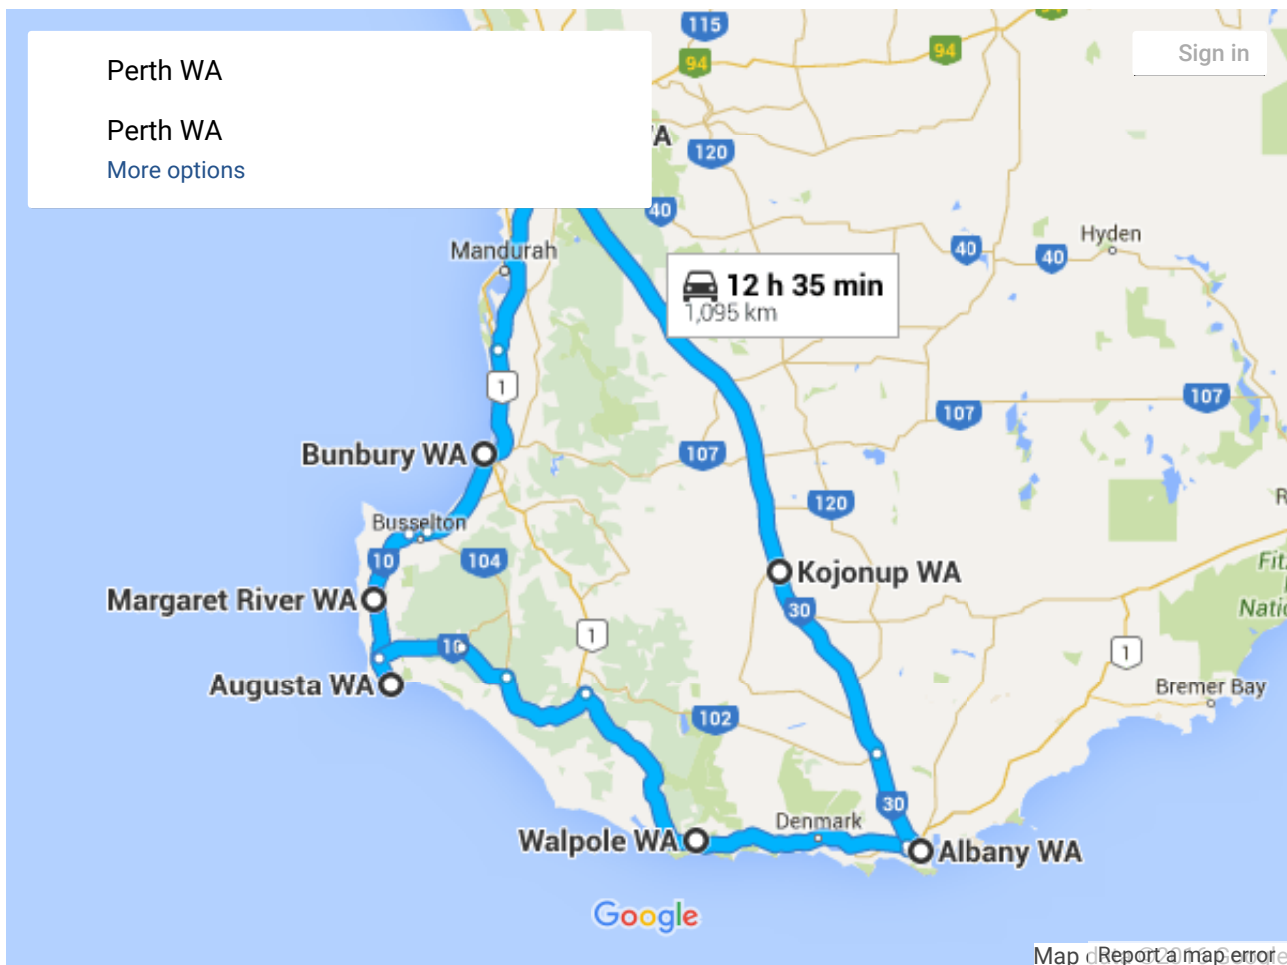 Perth WA
Perth WA
More options
Sign in
115
94
94
120
40
Mandurah
40
40
Hyden
12 h 35 min
1,095 km
1
107
107
Bunbury WA
107
120
Busselton
10
104
Kojonup WA
30
Margaret River WA
10
1
1
Augusta WA
102
Bremer Bay
30
Denmark
Walpole WA
Albany WA
Google
Map
Report a map error